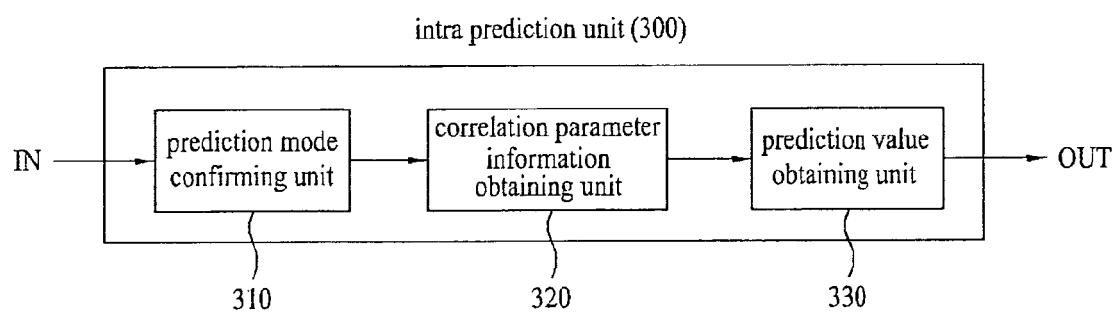 intra prediction unit (300)
IN
prediction mode
confirming unit
correlation parameter
information
obtaining unit
prediction value
obtaining unit
OUT
310
320
330